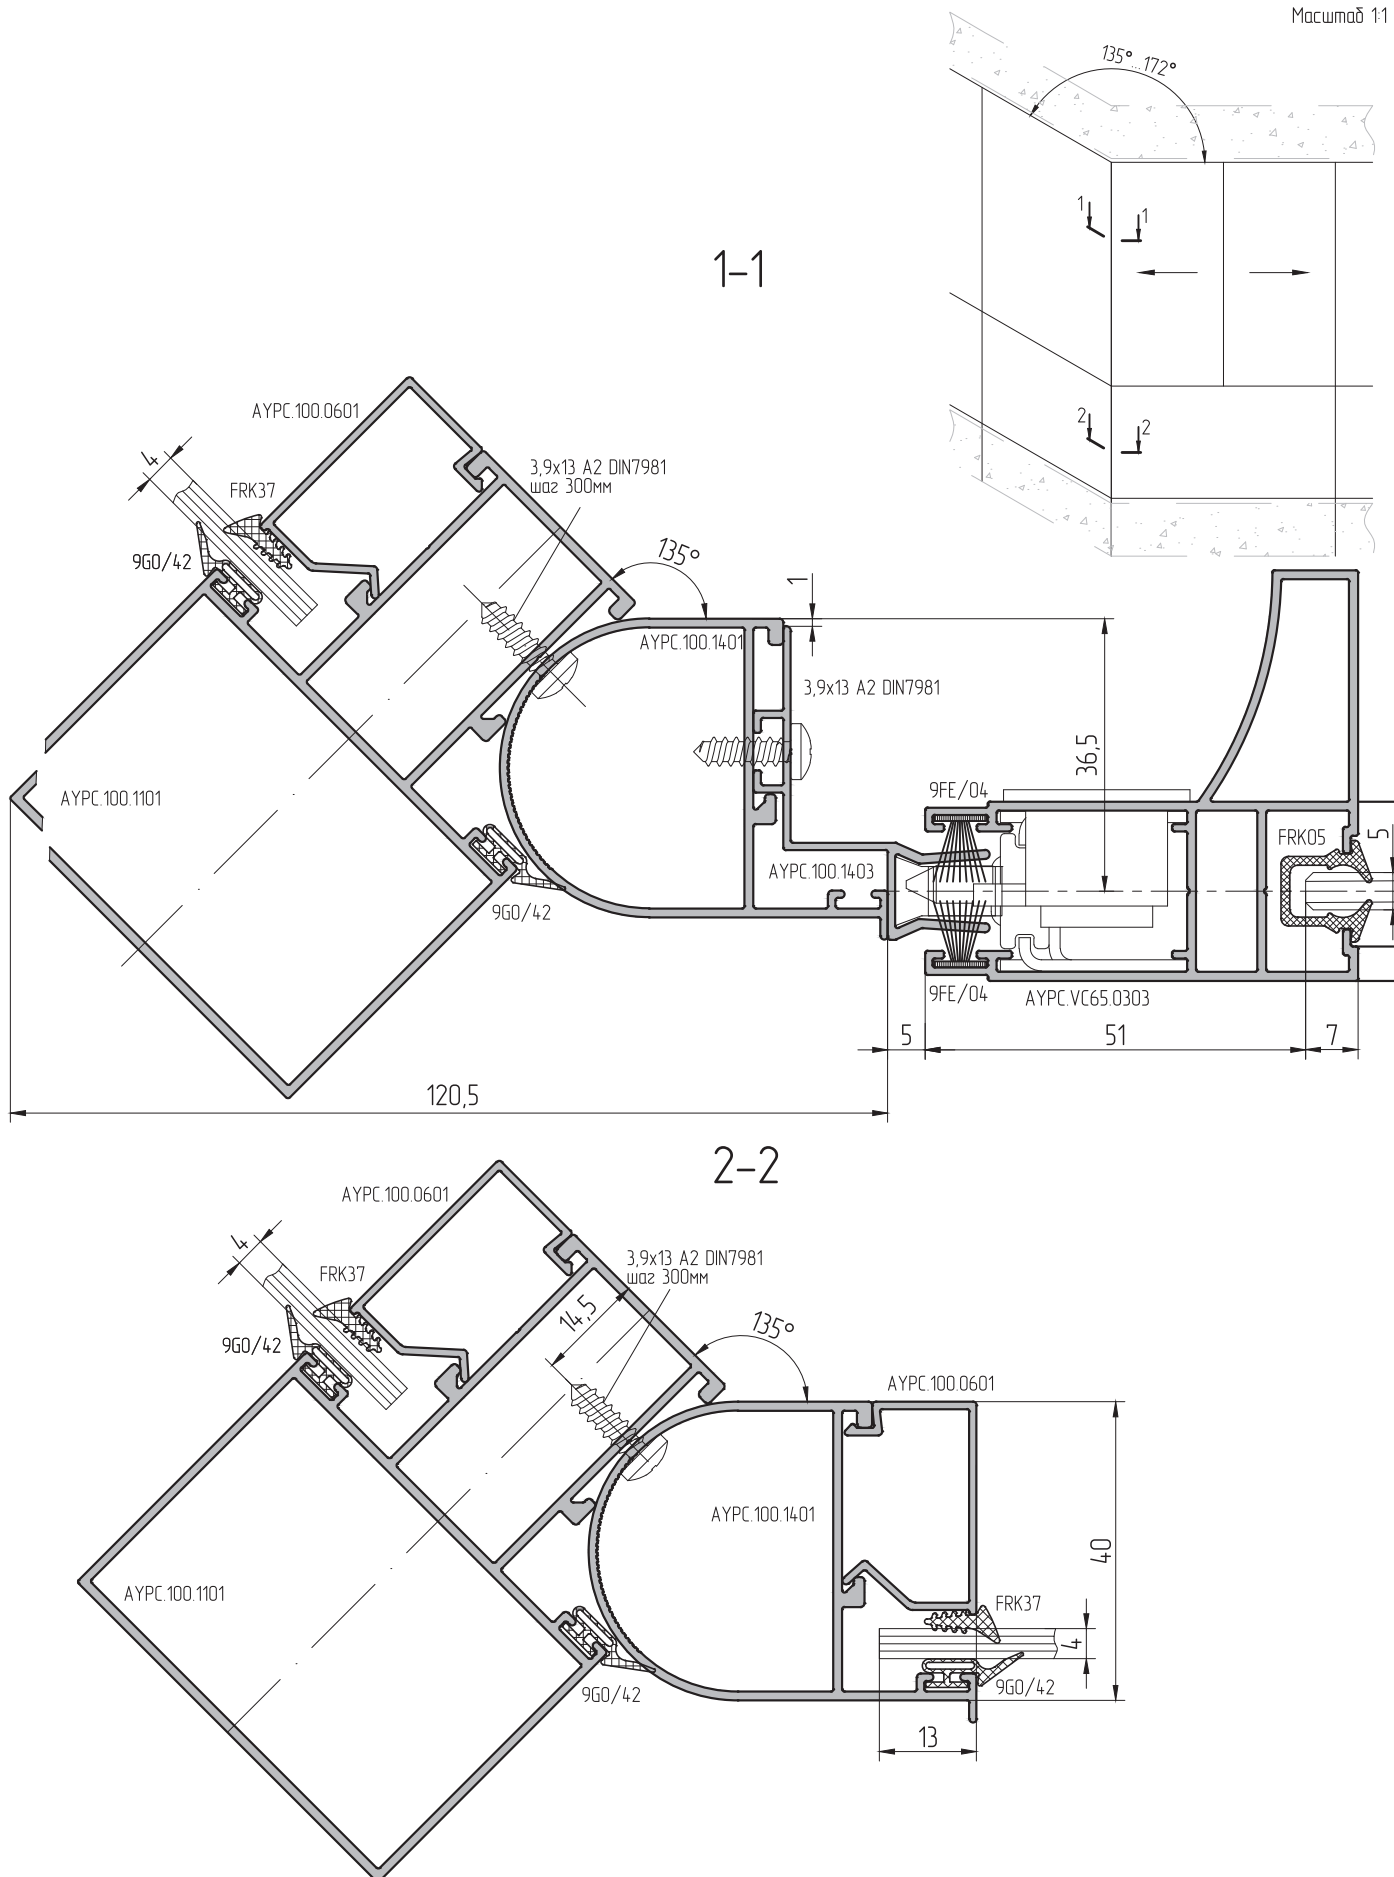 Масштаб 1:1
135°...172°
1
1
2
2
1-1
AYPC.100.0601
4
FRK37
3,9x13 A2 DIN7981
шаг 300мм
9G0/42
135°
1
AYPC.100.1401
3,9x13 A2 DIN7981
36,5
AYPC.100.1101
9FE/04
FRK05
5
AYPC.100.1403
9G0/42
9FE/04
AYPC.VC65.0303
5
51
7
120,5
2-2
AYPC.100.0601
4
FRK37
3,9x13 A2 DIN7981
шаг 300мм
14,5
9G0/42
135°
AYPC.100.0601
AYPC.100.1401
40
AYPC.100.1101
FRK37
4
9G0/42
9G0/42
13